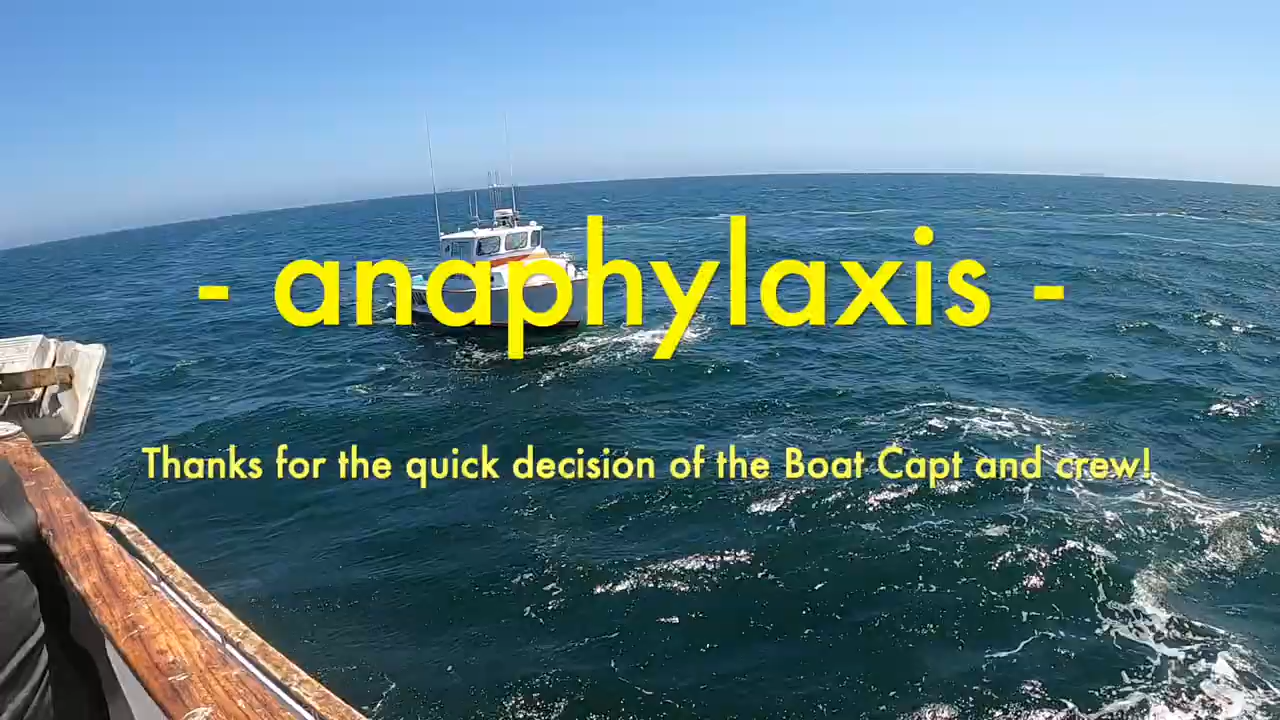 - anaphylaxis -
Thanks for the quick decision of the Boat Capt and crew!